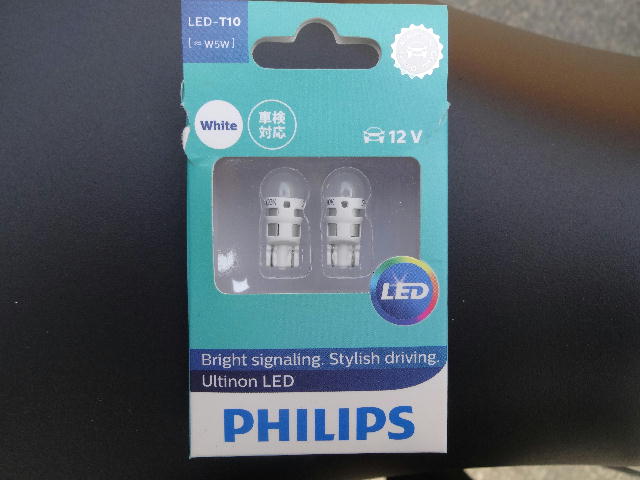 LED-T10
[≈ W5W]
White
車検
対応
12 V
LED
Bright signaling. Stylish driving.
Ultinon LED
PHILIPS